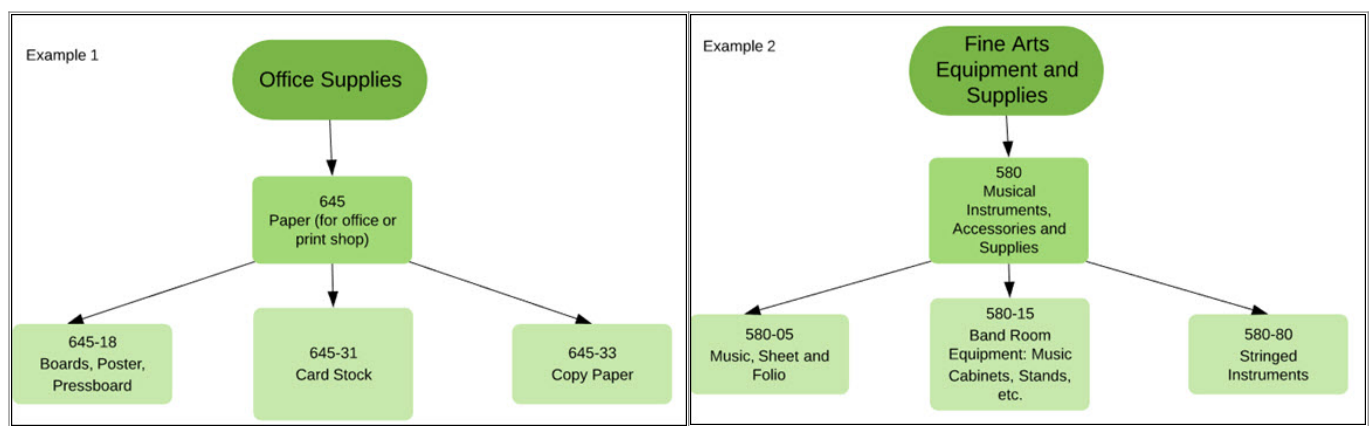 Example 1
Office Supplies
645
Paper (for office or
print shop)
645-18
Boards, Poster,
Pressboard
645-31
Card Stock
645-33
Copy Paper
Example 2
Fine Arts
Equipment and
Supplies
580
Musical
Instruments,
Accessories and
Supplies
580-05
Music, Sheet and
Folio
580-15
Band Room
Equipment: Music
Cabinets, Stands,
etc.
580-80
Stringed
Instruments